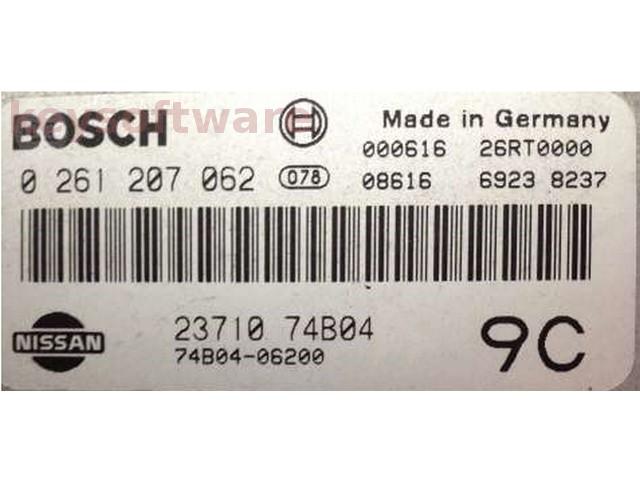 keysoftware
BOSCH
Made in Germany
000616 26RT0000
0 261 207 062 078 08616 6923 8237
NISSAN
23710 74B04
74B04-06200
9C